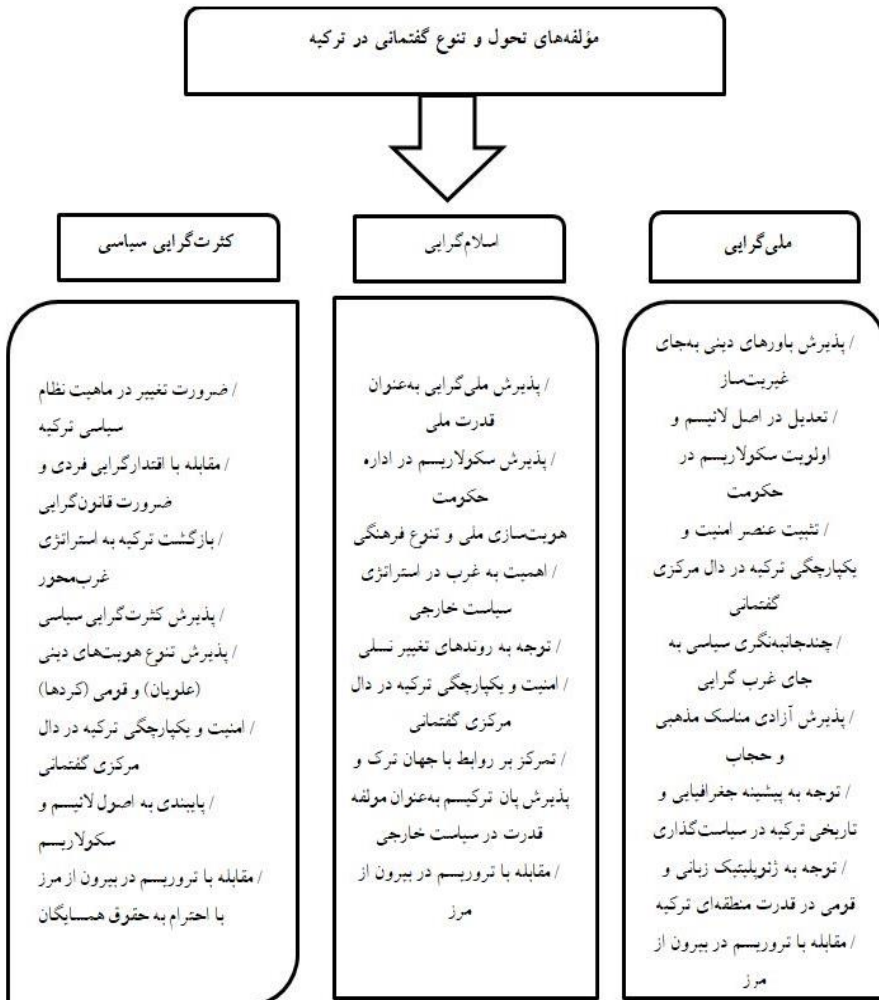 مؤلفه‌های تحول و تنوع گفتمانی در ترکیه
ملی‌گرایی
/ پذیرش باورهای دینی به‌جای
غیریت‌ساز
/ تعدیل در اصل لائیسم و
اولویت سکولاریسم در
حکومت
/ تثبیت عنصر امنیت و
یکپارچگی ترکیه در دال مرکزی
گفتمانی
/ چندجانبه‌نگری سیاسی به
جای غرب گرایی
/ پذیرش آزادی مناسک مذهبی
و حجاب
/ توجه به پیشینه جغرافیایی و
تاریخی ترکیه در سیاست‌گذاری
/ توجه به ژئوپلیتیک زبانی و
قومی در قدرت منطقه‌ای ترکیه
/ مقابله با تروریسم در بیرون از
مرز
اسلام‌گرایی
/ پذیرش ملی‌گرایی به‌عنوان
قدرت ملی
/ پذیرش سکولاریسم در اداره
حکومت
هویت‌سازی ملی و تنوع فرهنگی
/ اهمیت به غرب در استراتژی
سیاست خارجی
/ توجه به روندهای تغییر نسلی
/ امنیت و یکپارچگی ترکیه در دال
مرکزی گفتمانی
/ تمرکز بر روابط با جهان ترک و
پذیرش پان ترکیسم به‌عنوان مولفه
قدرت در سیاست خارجی
/ مقابله با تروریسم در بیرون از
مرز
کثرت‌گرایی سیاسی
/ ضرورت تغییر در ماهیت نظام
سیاسی ترکیه
/ مقابله با اقتدارگرایی فردی و
ضرورت قانون‌گرایی
/ بازگشت ترکیه به استراتژی
غرب‌محور
/ پذیرش کثرت‌گرایی سیاسی
/ پذیرش تنوع هویت‌های دینی
(علویان) و قومی (کردها)
/ امنیت و یکپارچگی ترکیه در دال
مرکزی گفتمانی
/ پایبندی به اصول لائیسم و
سکولاریسم
/ مقابله با تروریسم در بیرون از مرز
با احترام به حقوق همسایگان